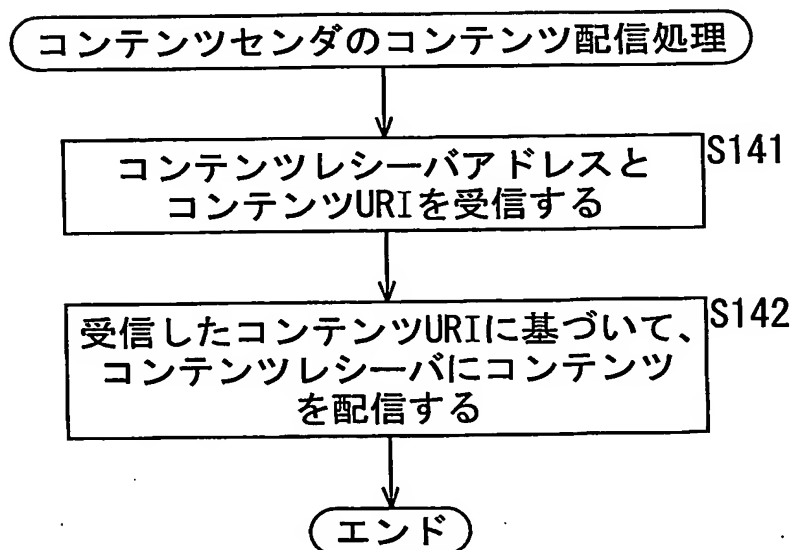 コンテンツセンダのコンテンツ配信処理
S141
コンテンツレシーバアドレスと
コンテンツURIを受信する
S142
受信したコンテンツURIに基づいて、
コンテンツレシーバにコンテンツ
を配信する
エンド